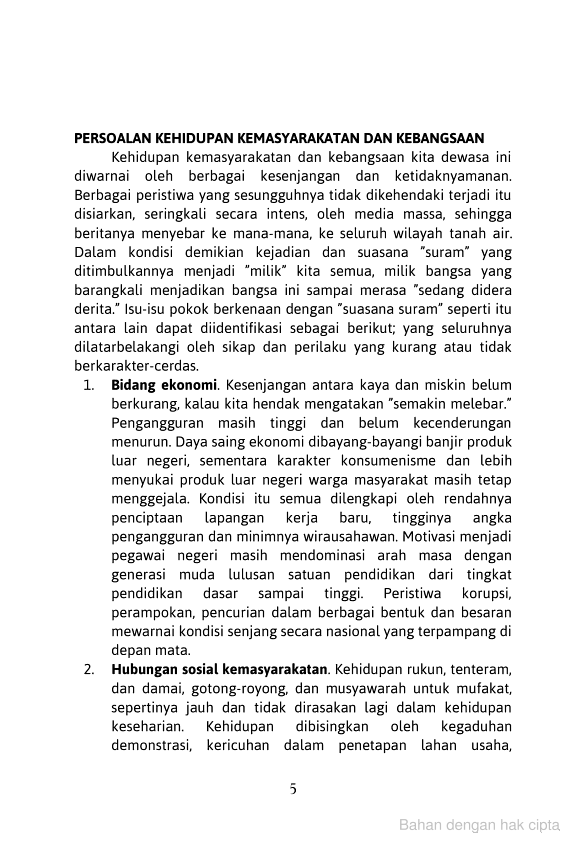 PERSOALAN KEHIDUPAN KEMASYARAKATAN DAN KEBANGSAAN
Kehidupan kemasyarakatan dan kebangsaan kita dewasa ini
diwarnai oleh berbagai kesenjangan dan ketidaknyamanan.
Berbagai peristiwa yang sesungguhnya tidak dikehendaki terjadi itu
disiarkan, seringkali secara intens, oleh media massa, sehingga
beritanya menyebar ke mana-mana, ke seluruh wilayah tanah air.
Dalam kondisi demikian kejadian dan suasana ”suram” yang
ditimbulkannya menjadi ”milik” kita semua, milik bangsa yang
barangkali menjadikan bangsa ini sampai merasa ”sedang didera
derita.” Isu-isu pokok berkenaan dengan ”suasana suram” seperti itu
antara lain dapat diidentifikasi sebagai berikut; yang seluruhnya
dilatarbelakangi oleh sikap dan perilaku yang kurang atau tidak
berkarakter-cerdas.
1. Bidang ekonomi. Kesenjangan antara kaya dan miskin belum
berkurang, kalau kita hendak mengatakan ”semakin melebar.”
Pengangguran masih tinggi dan belum kecenderungan
menurun. Daya saing ekonomi dibayang-bayangi banjir produk
luar negeri, sementara karakter konsumenisme dan lebih
menyukai produk luar negeri warga masyarakat masih tetap
menggejala. Kondisi itu semua dilengkapi oleh rendahnya
penciptaan lapangan kerja baru, tingginya angka
pengangguran dan minimnya wirausahawan. Motivasi menjadi
pegawai negeri masih mendominasi arah masa dengan
generasi muda lulusan satuan pendidikan dari tingkat
pendidikan dasar sampai tinggi. Peristiwa korupsi,
perampokan, pencurian dalam berbagai bentuk dan besaran
mewarnai kondisi senjang secara nasional yang terpampang di
depan mata.
2. Hubungan sosial kemasyarakatan. Kehidupan rukun, tenteram,
dan damai, gotong-royong, dan musyawarah untuk mufakat,
sepertinya jauh dan tidak dirasakan lagi dalam kehidupan
keseharian. Kehidupan dibisingkan oleh kegaduhan
demonstrasi, kericuhan dalam penetapan lahan usaha,
5
Bahan dengan hak cipta